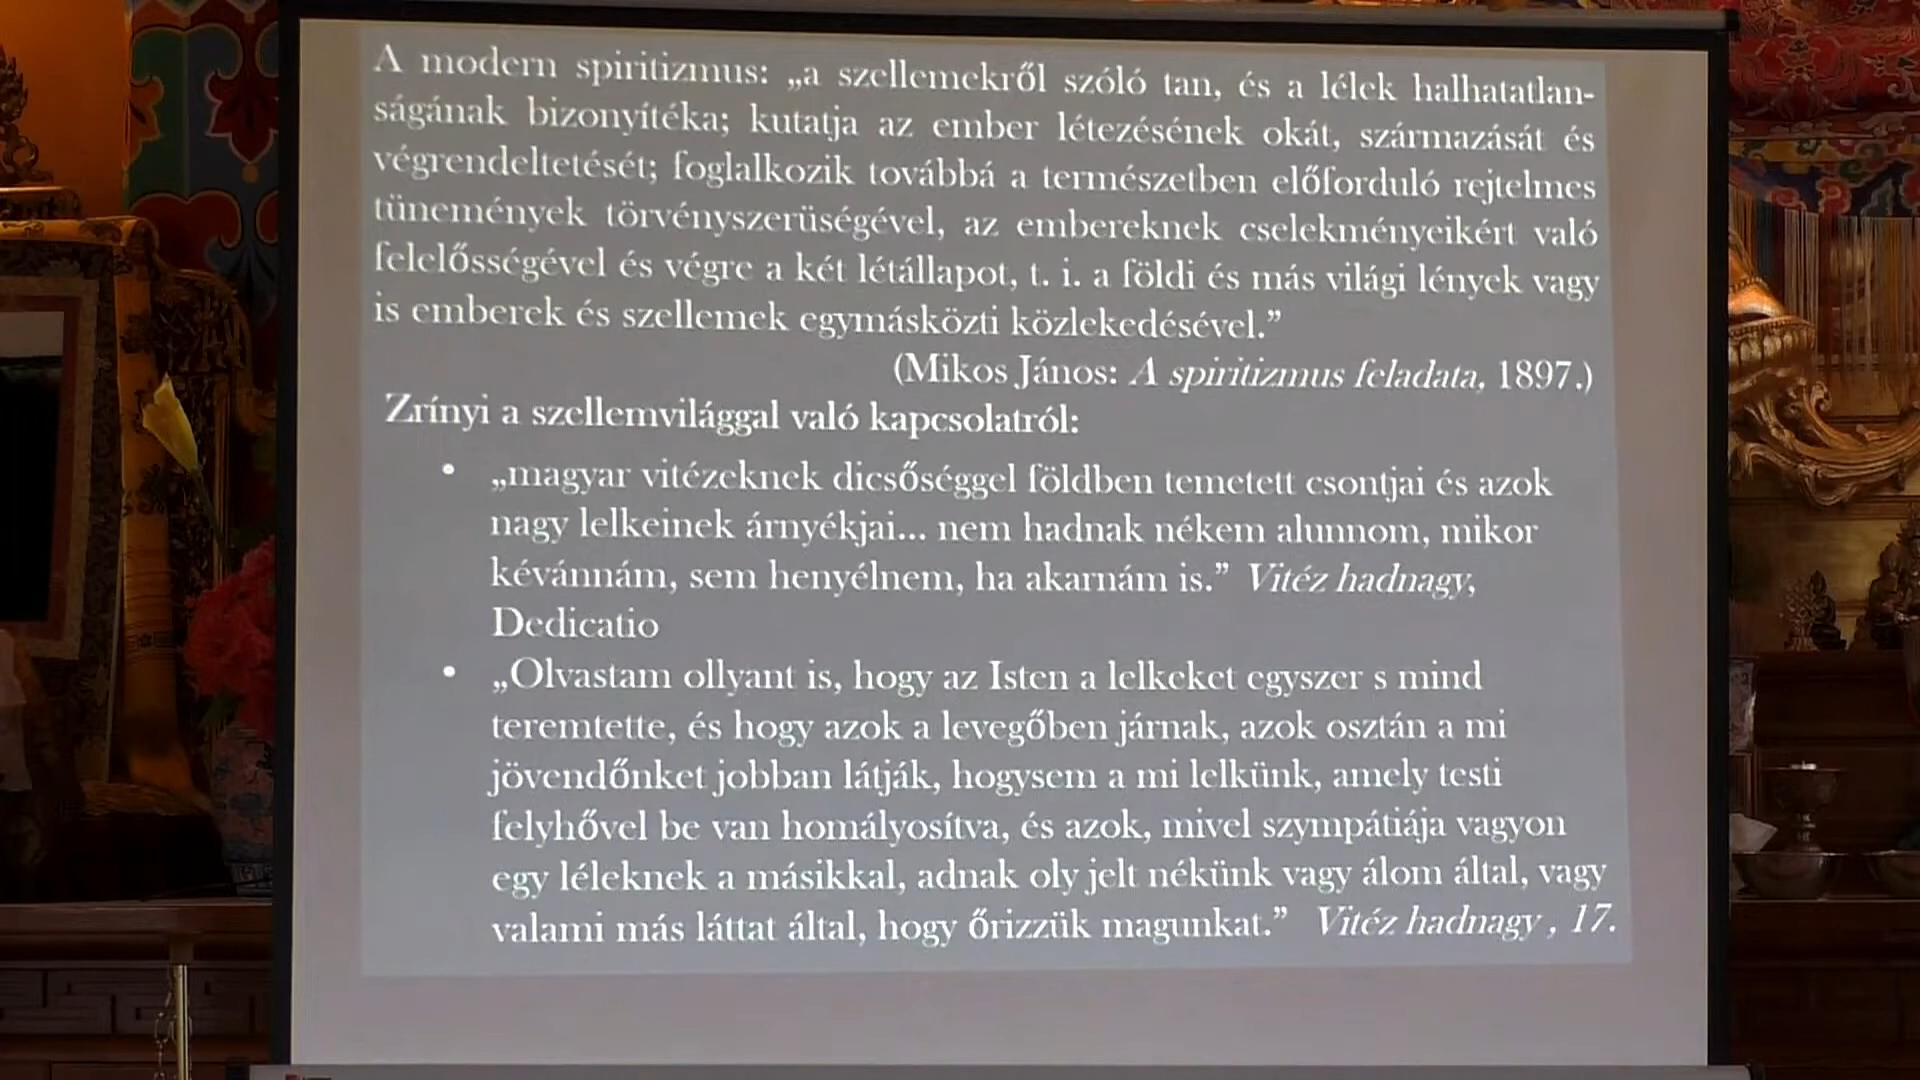 A modern spiritizmus: „a szellemekről szóló tan, és a lélek halhatatlan-
ságának bizonyítéka; kutatja az ember létezésének okát, származását és
végrendeltetését; foglalkozik továbbá a természetben előforduló rejtelmes
tünemények törvényszerüségével, az embereknek cselekményeikért való
felelősségével és végre a két létállapot, t. i. a földi és más világi lények vagy
is emberek és szellemek egymásközti közlekedésével.”
(Mikos János: A spiritizmus feladata, 1897.)
Zrínyi a szellemvilággal való kapcsolatról:
• „magyar vitézeknek dicsőséggel földben temetett csontjai és azok
nagy lelkeinek árnyékjai... nem hadnak nékem alunnom, mikor
kévánnám, sem henyélnem, ha akarnám is.” Vitéz hadnagy,
Dedicatio
• „Olvastam ollyant is, hogy az Isten a lelkeket egyszer s mind
teremtette, és hogy azok a levegőben járnak, azok osztán a mi
jövendőnket jobban látják, hogysem a mi lelkünk, amely testi
felyhővel be van homályosítva, és azok, mivel szympátiája vagyon
egy léleknek a másikkal, adnak oly jelt nékünk vagy álom által, vagy
valami más láttat által, hogy őrizzük magunkat.” Vitéz hadnagy , 17.